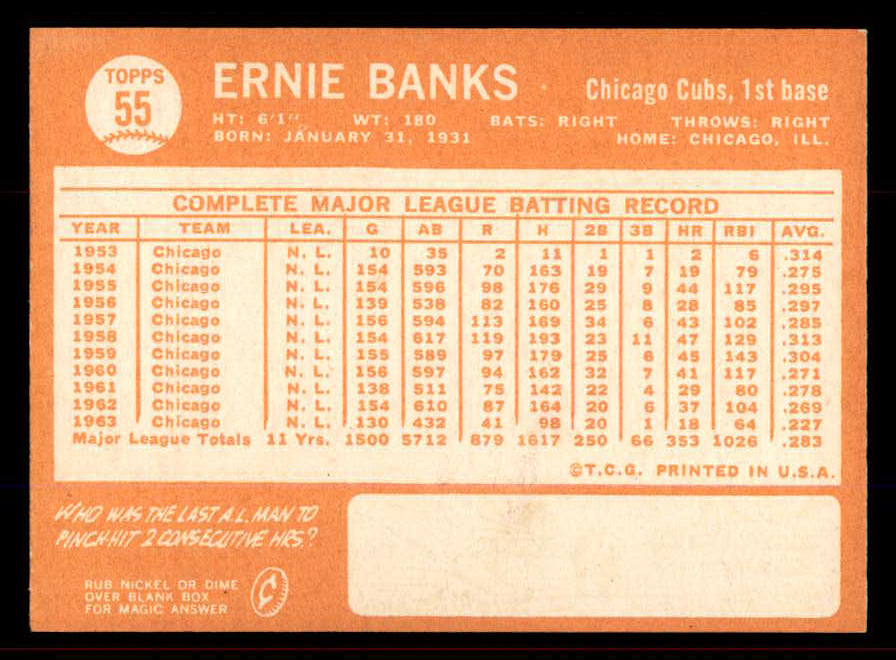 TOPPS
55
ERNIE BANKS
Chicago Cubs, 1st base
HT: 6'1" WT: 180 BATS: RIGHT THROWS: RIGHT
BORN: JANUARY 31, 1931 HOME: CHICAGO, ILL.
COMPLETE MAJOR LEAGUE BATTING RECORD
YEAR TEAM LEA. G AB R H 2B 3B HR RBI AVG.
1953 Chicago N. L. 10 35 2 11 1 1 2 6 .314
1954 Chicago N. L. 154 593 70 163 19 7 19 79 .275
1955 Chicago N. L. 154 596 98 176 29 9 44 117 .295
1956 Chicago N. L. 139 538 82 160 25 8 28 85 .297
1957 Chicago N. L. 156 594 113 169 34 6 43 102 .285
1958 Chicago N. L. 154 617 119 193 23 11 47 129 .313
1959 Chicago N. L. 155 589 97 179 25 6 45 143 .304
1960 Chicago N. L. 156 597 94 162 32 7 41 117 .271
1961 Chicago N. L. 138 511 75 142 22 4 29 80 .278
1962 Chicago N. L. 154 610 87 164 20 6 37 104 .269
1963 Chicago N. L. 130 432 41 98 20 1 18 64 .227
Major League Totals 11 Yrs. 1500 5712 879 1617 250 66 353 1026 .283
©T.C.G. PRINTED IN U.S.A.
WHO WAS THE LAST A.L. MAN TO
PINCH-HIT 2 CONSECUTIVE HRS.?
RUB NICKEL OR DIME
OVER BLANK BOX
FOR MAGIC ANSWER